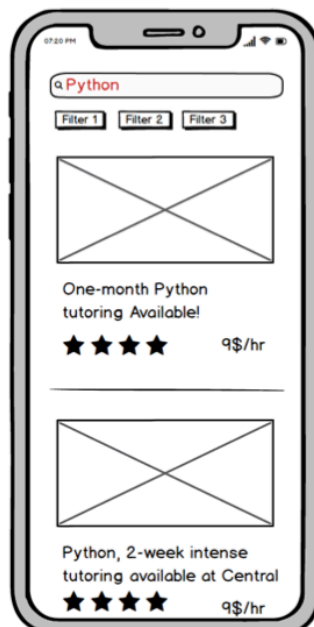 07:20 PM
Python
Filter 1 Filter 2 Filter 3
One-month Python
tutoring Available!
9$/hr
Python, 2-week intense
tutoring available at Central
9$/hr